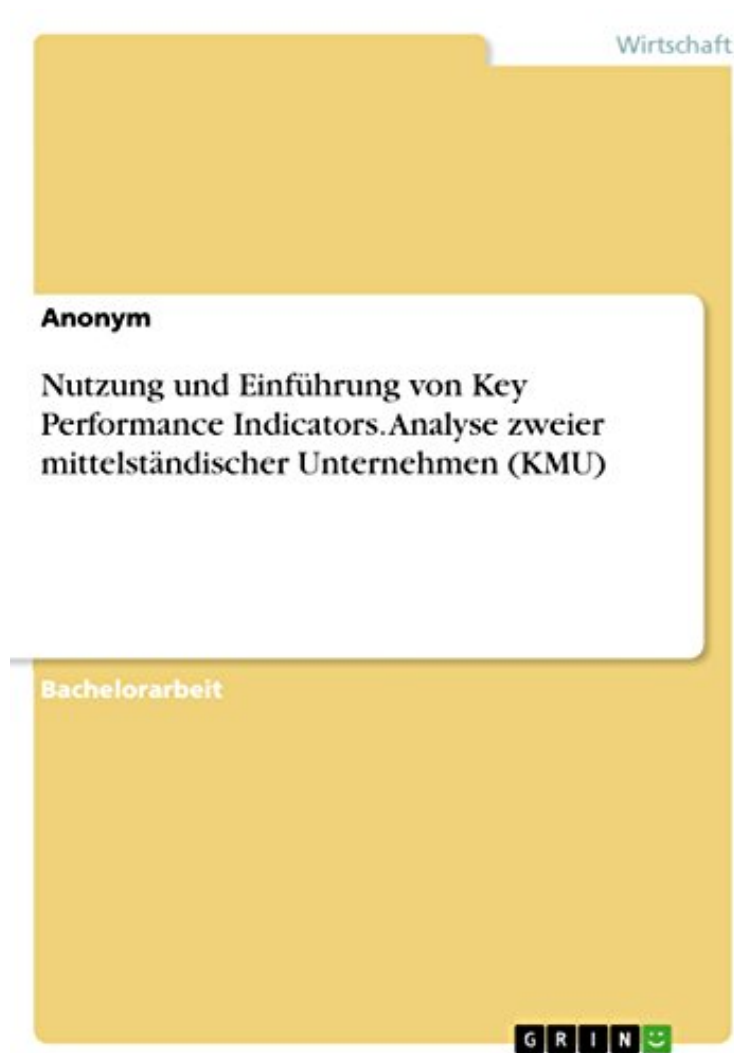 Wirtschaft
Anonym
Nutzung und Einführung von Key
Performance Indicators. Analyse zweier
mittelständischer Unternehmen (KMU)
Bachelorarbeit
GRIN